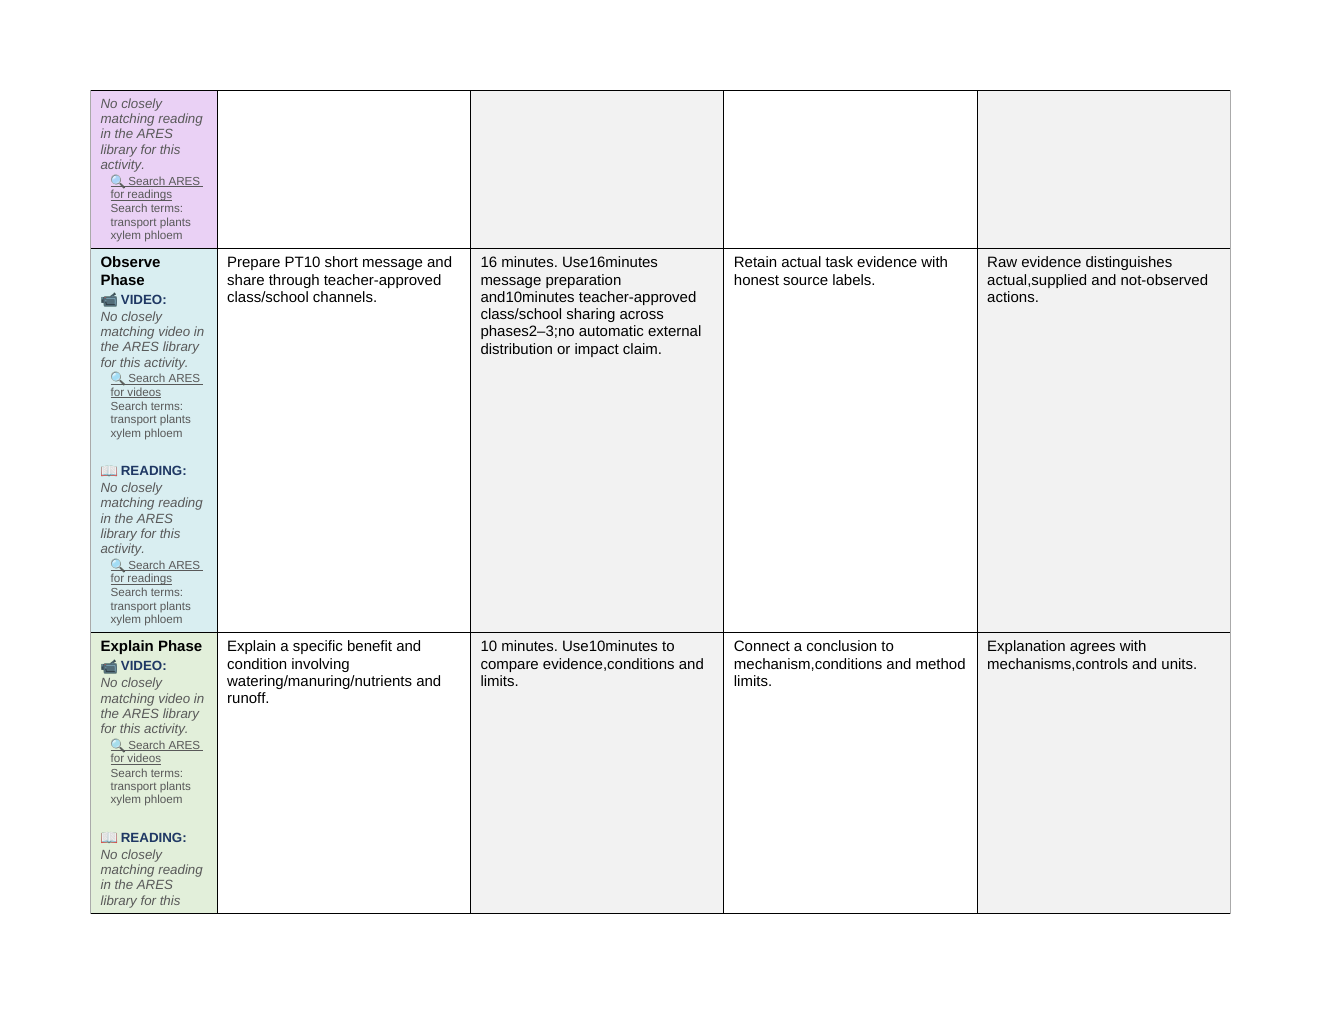 No closely
matching reading
in the ARES
library for this
activity.
🔍 Search ARES
for readings
Search terms:
transport plants
xylem phloem
Observe
Phase
📹 VIDEO:
No closely
matching video in
the ARES library
for this activity.
🔍 Search ARES
for videos
Search terms:
transport plants
xylem phloem
📖 READING:
No closely
matching reading
in the ARES
library for this
activity.
🔍 Search ARES
for readings
Search terms:
transport plants
xylem phloem
Prepare PT10 short message and
share through teacher-approved
class/school channels.
16 minutes. Use16minutes
message preparation
and10minutes teacher-approved
class/school sharing across
phases2–3;no automatic external
distribution or impact claim.
Retain actual task evidence with
honest source labels.
Raw evidence distinguishes
actual,supplied and not-observed
actions.
Explain Phase
📹 VIDEO:
No closely
matching video in
the ARES library
for this activity.
🔍 Search ARES
for videos
Search terms:
transport plants
xylem phloem
📖 READING:
No closely
matching reading
in the ARES
library for this
Explain a specific benefit and
condition involving
watering/manuring/nutrients and
runoff.
10 minutes. Use10minutes to
compare evidence,conditions and
limits.
Connect a conclusion to
mechanism,conditions and method
limits.
Explanation agrees with
mechanisms,controls and units.